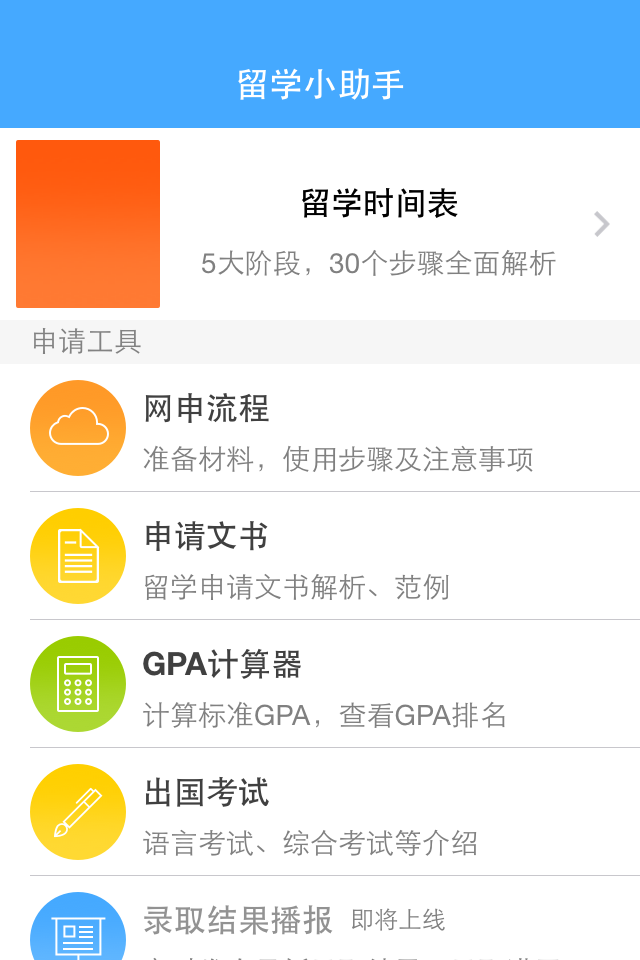 留学小助手
留学时间表
5大阶段，30个步骤全面解析
申请工具
网申流程
准备材料，使用步骤及注意事项
申请文书
留学申请文书解析、范例
GPA计算器
计算标准GPA，查看GPA排名
出国考试
语言考试、综合考试等介绍
录取结果播报 即将上线